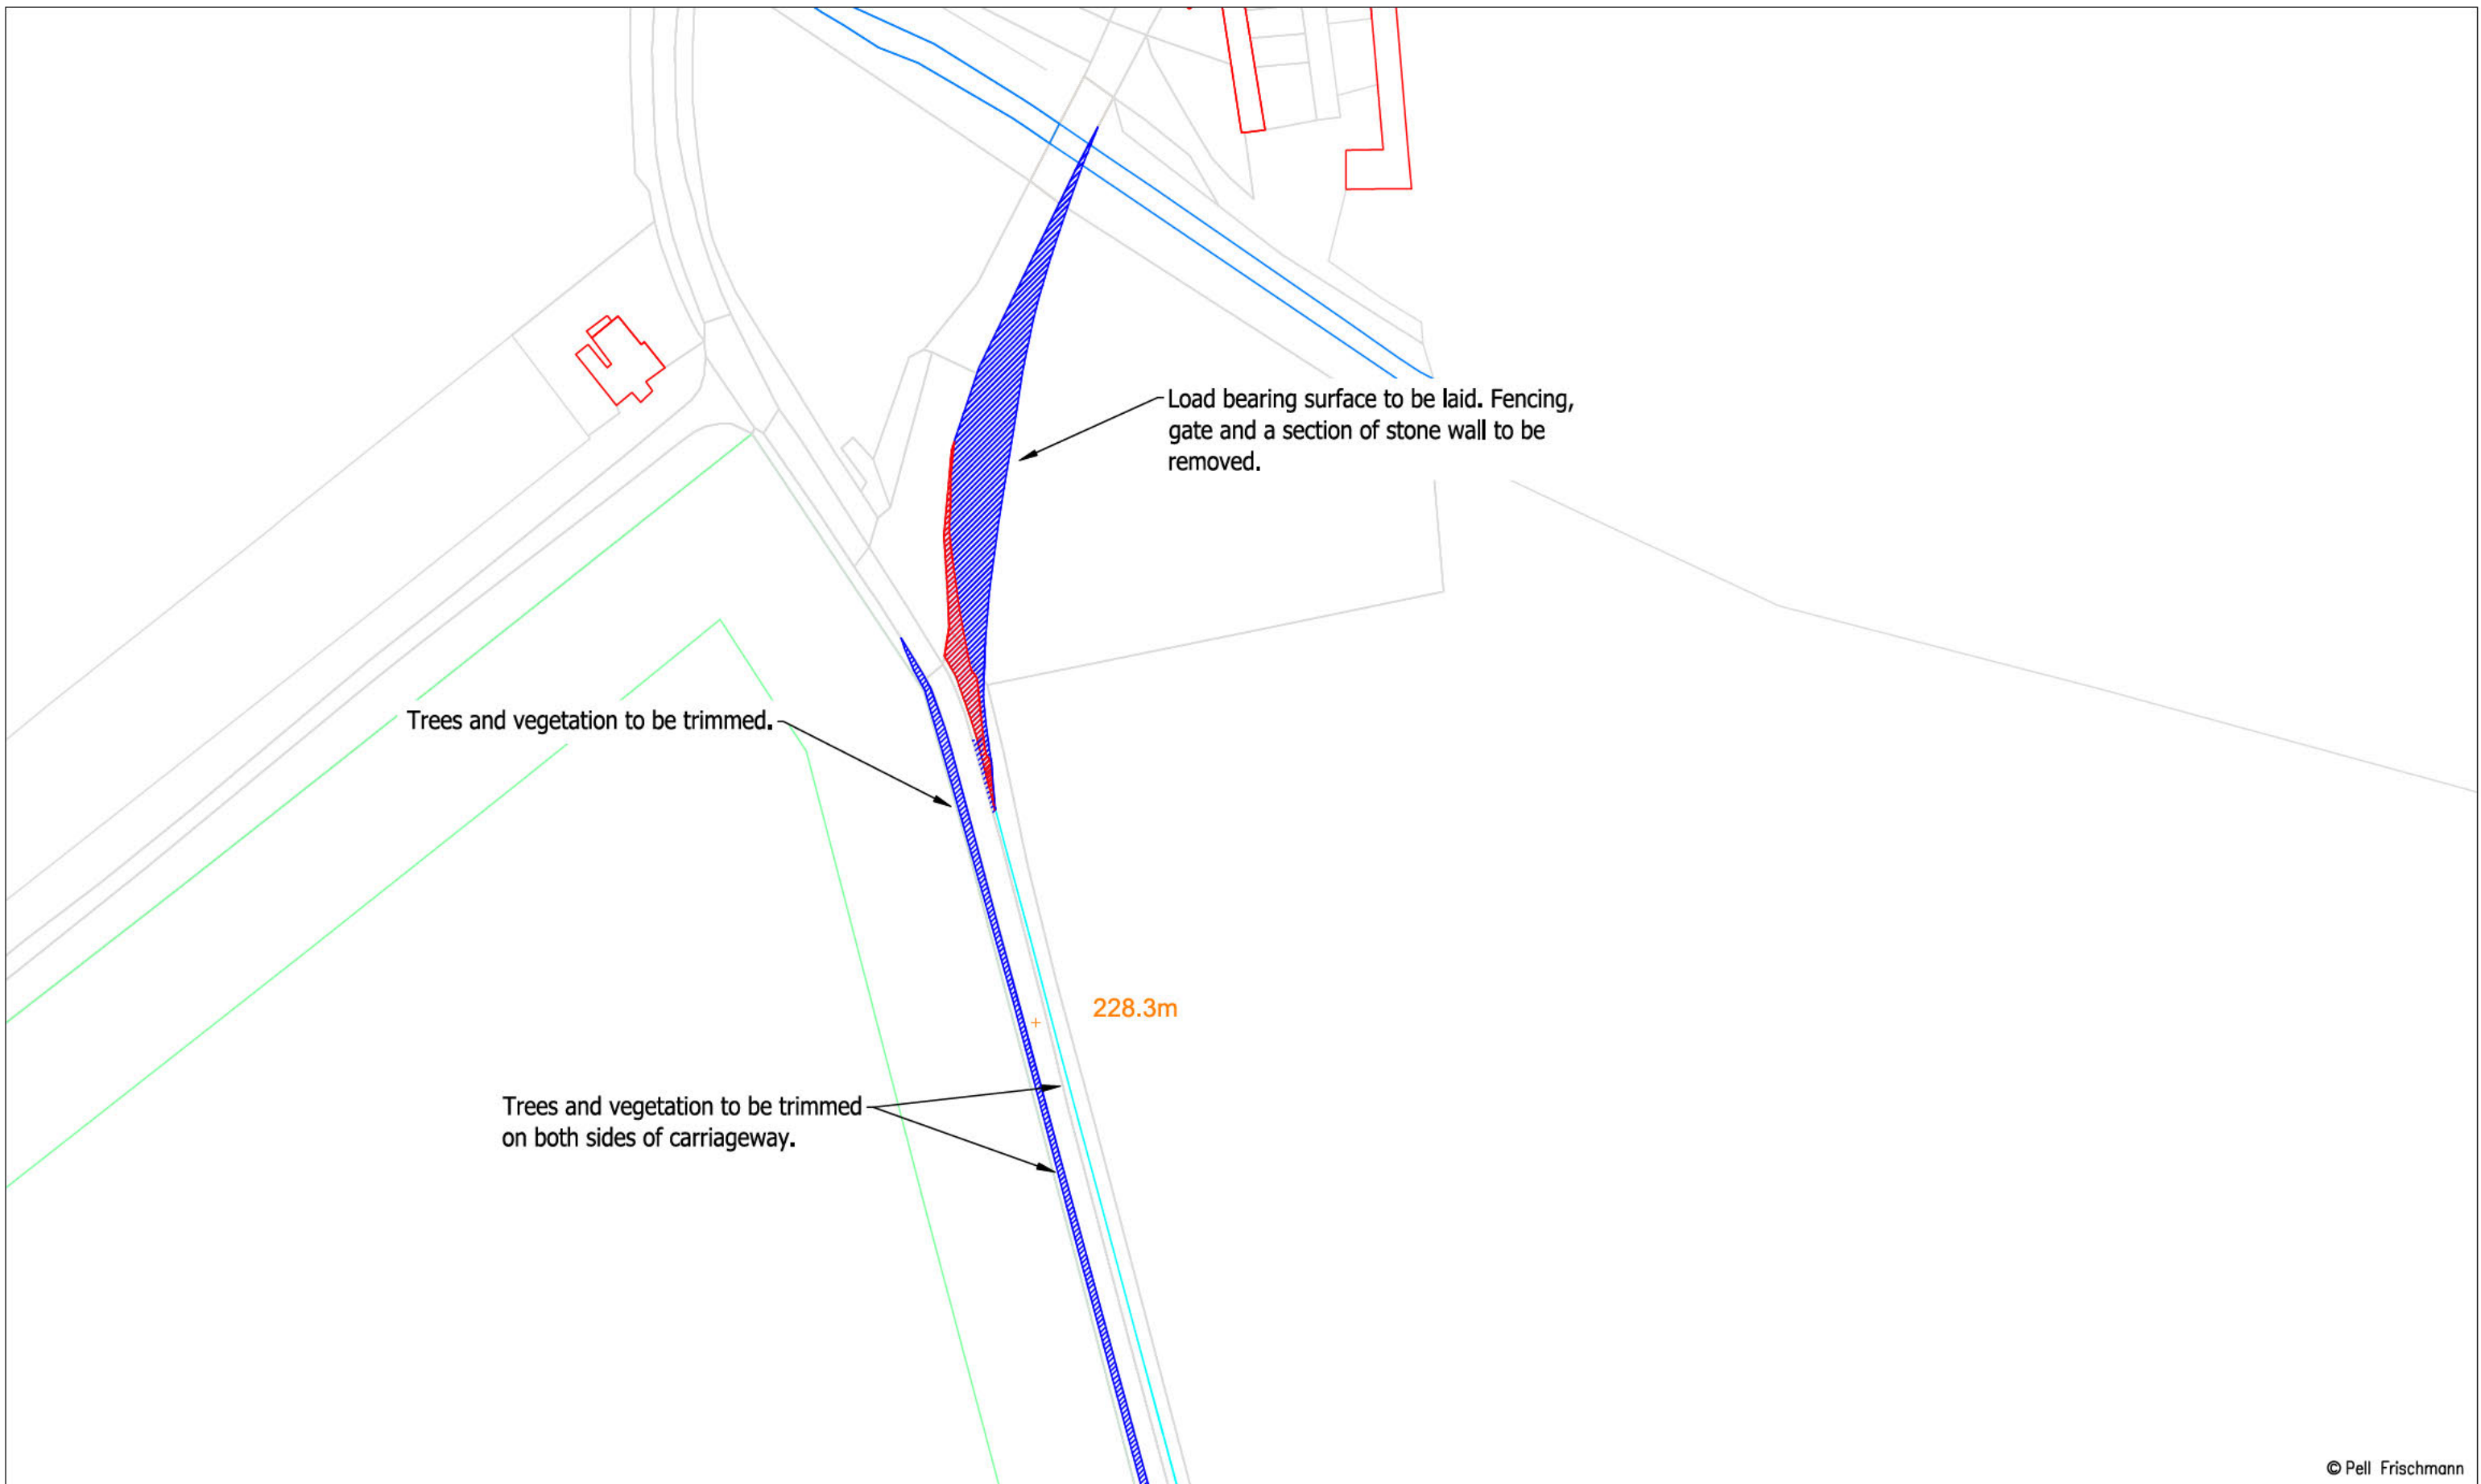 Load bearing surface to be laid. Fencing,
gate and a section of stone wall to be
removed.
Trees and vegetation to be trimmed.
228.3m
Trees and vegetation to be trimmed
on both sides of carriageway.
© Pell Frischmann